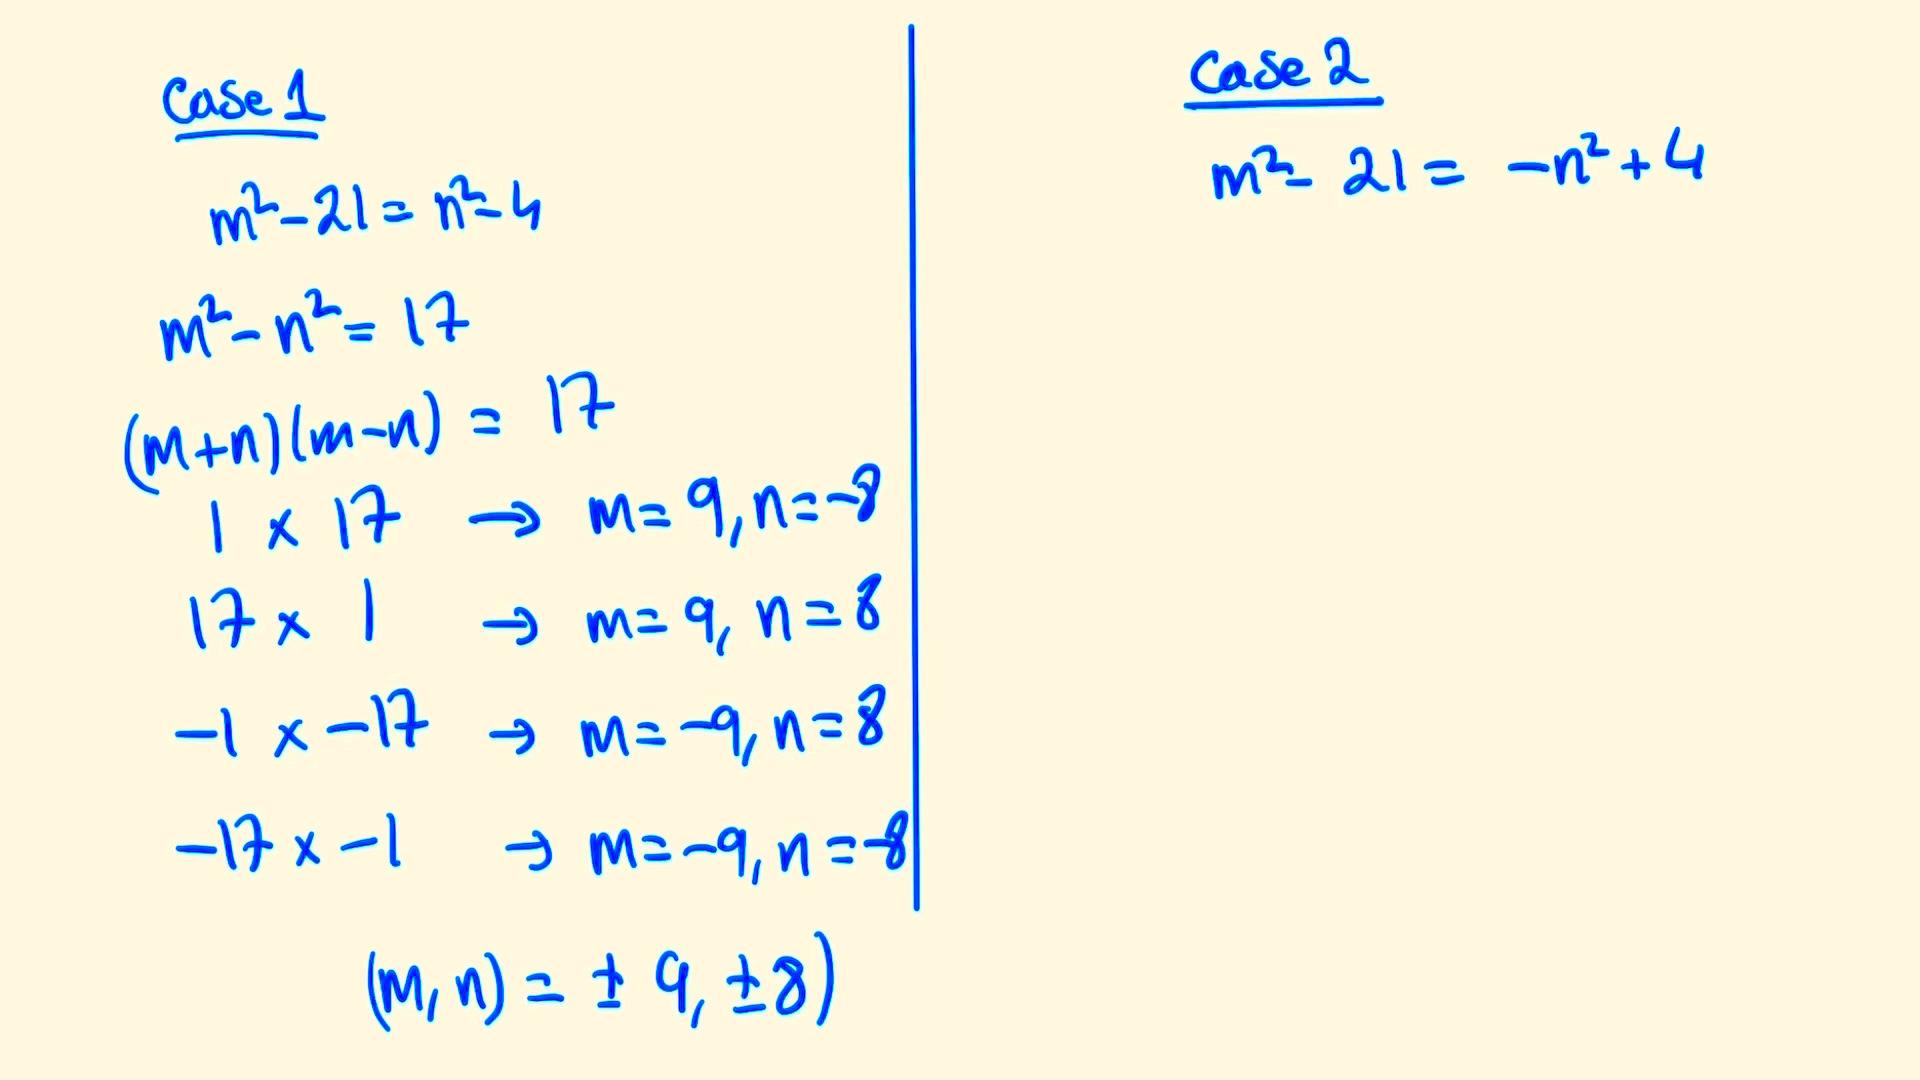 Case 1
m² - 21 = n² - 4
m² - n² = 17
(m+n)(m-n) = 17
1 x 17 → m = 9, n = -8
17 x 1 → m = 9, n = 8
-1 x -17 → m = -9, n = 8
-17 x -1 → m = -9, n = -8
(m, n) = ± 9, ± 8)
Case 2
m² - 21 = -n² + 4